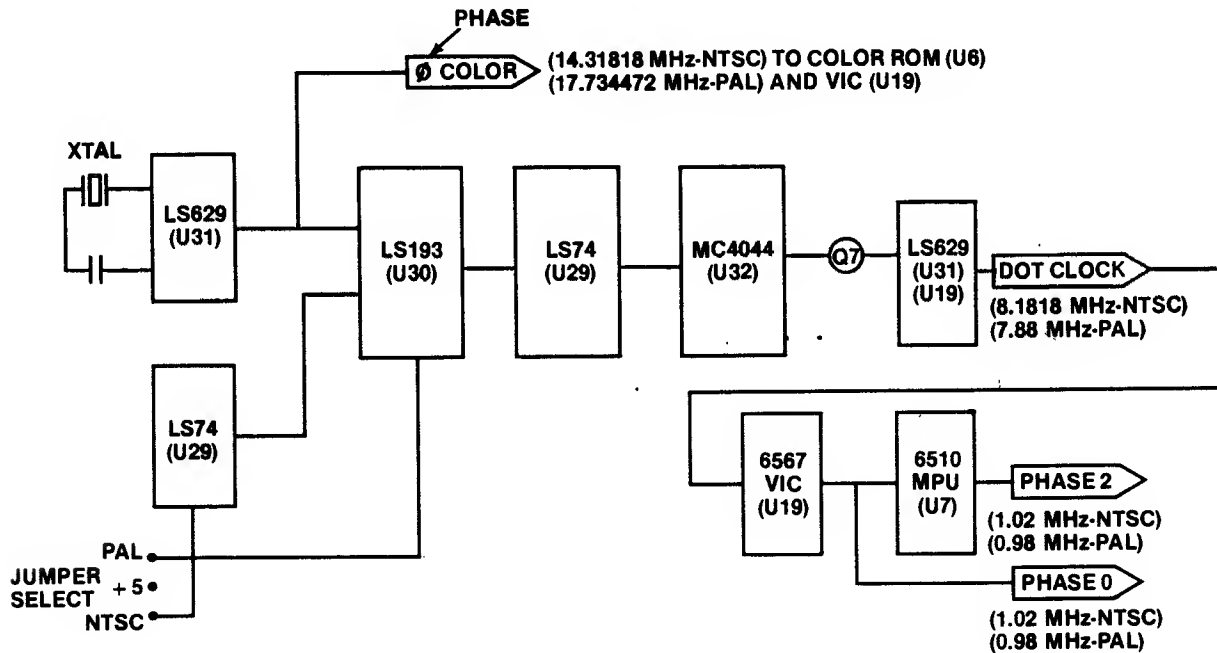 PHASE
Ø COLOR
(14.31818 MHz-NTSC) TO COLOR ROM (U6)
(17.734472 MHz-PAL) AND VIC (U19)
XTAL
LS629
(U31)
LS193
(U30)
LS74
(U29)
MC4044
(U32)
Q7
LS629
(U31)
(U19)
DOT CLOCK
(8.1818 MHz-NTSC)
(7.88 MHz-PAL)
LS74
(U29)
6567
VIC
(U19)
6510
MPU
(U7)
PHASE 2
(1.02 MHz-NTSC)
(0.98 MHz-PAL)
PHASE 0
(1.02 MHz-NTSC)
(0.98 MHz-PAL)
JUMPER
SELECT
PAL
+ 5
NTSC